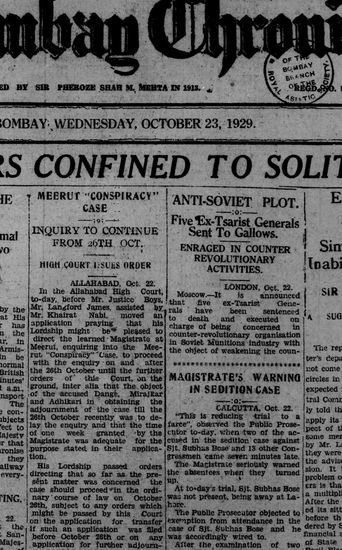 ombay Chroni
ED BY SIR PHEROZE SHAH M. MEHTA IN 1913.
REGD. NO.
OF THE
BOMBAY
BRANCH
OF THE
ROYAL ASIATIC SOCIETY
BOMBAY: WEDNESDAY, OCTOBER 23, 1929.
RS CONFINED TO SOLIT
MEERUT "CONSPIRACY"
CASE
INQUIRY TO CONTINUE
FROM 26TH OCT:
HIGH COURT ISSUES ORDER
ALLAHABAD, Oct. 22.
In the Allahabad High Court,
to-day, before Mr. Justice Boys,
Mr. Langford James, assisted by
Mr. Khairat Nabi, moved an
application praying that his
Lordship might be pleased to
direct the learned Magistrate at
Meerut, enquiring into the Mee-
rut "Conspiracy" Case, to proceed
with the enquiry on and after
the 26th October until the further
orders of this Court, on the
ground, inter alia that the object
of the accused Dangh, Mirajkar
and Adhikari in obtaining the
adjournment of the case till the
26th October recently was to de-
lay the enquiry and that the time
of one week granted by the
Magistrate was adequate for the
purpose stated in their applica-
tion.
His Lordship passed orders
directing that so far as the pre-
sent matter was concerned the
case should proceed in the ordi-
nary course of law on October
26th, subject to any orders which
might be passed by this Court
on the application for transfer
if such an application was filed
before October 26th or on any
application for further adjourn-
ANTI-SOVIET PLOT.
Five Ex-Tsarist Generals
Sent To Gallows.
ENRAGED IN COUNTER
REVOLUTIONARY
ACTIVITIES.
LONDON, Oct. 22.
Moscow.—It is announced
that five ex-Tsarist Gene-
rals have been sentenced
to death and executed on
charge of being concerned in
counter-revolutionary organisation
in Soviet Munitions industry with
the object of weakening the coun-
MAGISTRATE'S WARNING
IN SEDITION CASE
CALCUTTA, Oct. 22.
"This is reducing trial to a
farce", observed the Public Prose-
cutor to-day, when two of the ac-
cused in the sedition case against
Sjt. Subhas Bose and 13 other Con-
gressmen came seven minutes late.
The Magistrate seriously warned
the absentees when they turned
up.
At to-day's trial, Sjt. Subhas Bose
was not present, being away at La-
hore.
The Public Prosecutor objected to
exemption from attendance in the
case of Sjt. Subhas Bose and he
was accordingly wired to.
After the examination of two